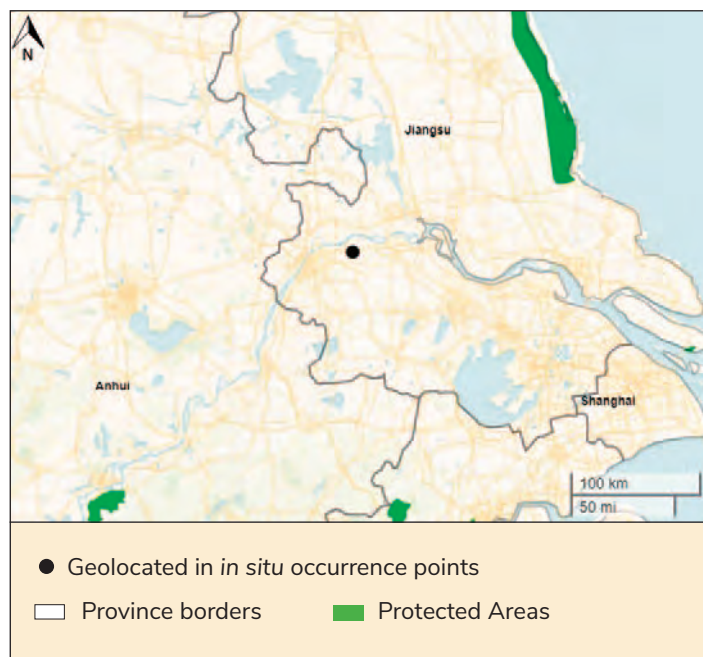 N
Jiangsu
Anhui
Shanghai
100 km
50 mi
Geolocated in in situ occurrence points
Province borders
Protected Areas